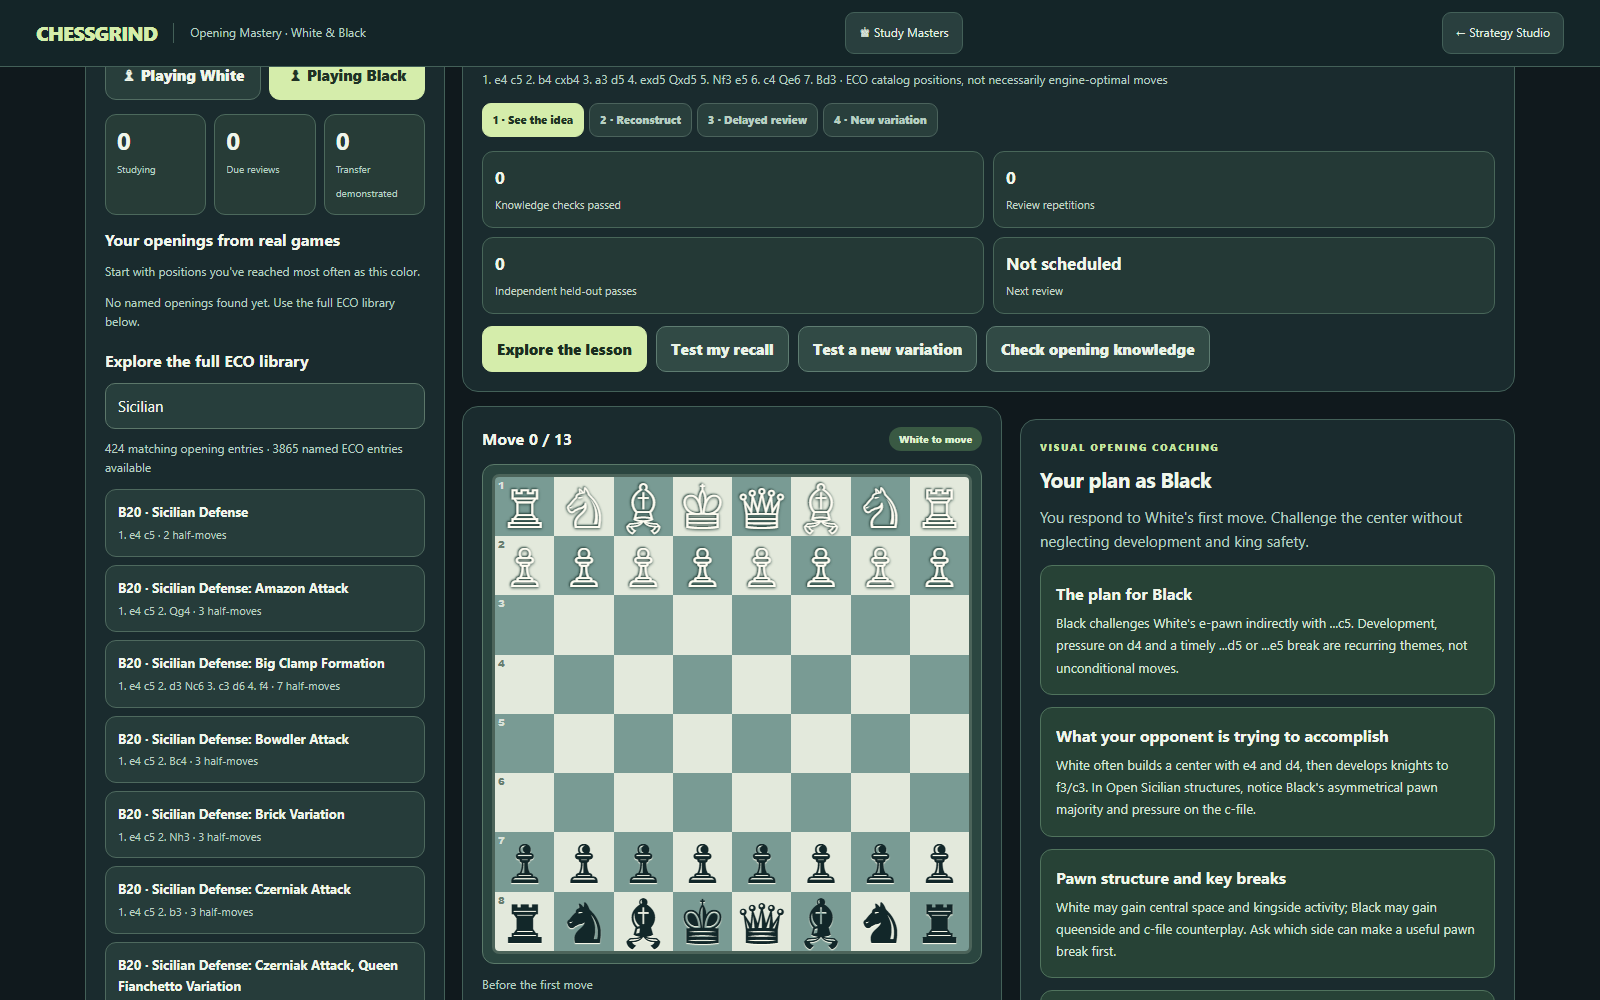 CHESSGRIND
Opening Mastery · White & Black
Study Masters
← Strategy Studio
Playing White
Playing Black
0
Studying
0
Due reviews
0
Transfer
demonstrated
Your openings from real games
Start with positions you've reached most often as this color.
No named openings found yet. Use the full ECO library
below.
Explore the full ECO library
Sicilian
424 matching opening entries · 3865 named ECO entries
available
B20 · Sicilian Defense
1. e4 c5 · 2 half-moves
B20 · Sicilian Defense: Amazon Attack
1. e4 c5 2. Qg4 · 3 half-moves
B20 · Sicilian Defense: Big Clamp Formation
1. e4 c5 2. d3 Nc6 3. c3 d6 4. f4 · 7 half-moves
B20 · Sicilian Defense: Bowdler Attack
1. e4 c5 2. Bc4 · 3 half-moves
B20 · Sicilian Defense: Brick Variation
1. e4 c5 2. Nh3 · 3 half-moves
B20 · Sicilian Defense: Czerniak Attack
1. e4 c5 2. b3 · 3 half-moves
B20 · Sicilian Defense: Czerniak Attack, Queen
Fianchetto Variation
1. e4 c5 2. b4 cxb4 3. a3 d5 4. exd5 Qxd5 5. Nf3 e5 6. c4 Qe6 7. Bd3 · ECO catalog positions, not necessarily engine-optimal moves
1 · See the idea
2 · Reconstruct
3 · Delayed review
4 · New variation
0
Knowledge checks passed
0
Review repetitions
0
Independent held-out passes
Not scheduled
Next review
Explore the lesson
Test my recall
Test a new variation
Check opening knowledge
Move 0 / 13
White to move
1
2
3
4
5
6
7
8
Before the first move
VISUAL OPENING COACHING
Your plan as Black
You respond to White's first move. Challenge the center without
neglecting development and king safety.
The plan for Black
Black challenges White's e-pawn indirectly with ...c5. Development,
pressure on d4 and a timely ...d5 or ...e5 break are recurring themes, not
unconditional moves.
What your opponent is trying to accomplish
White often builds a center with e4 and d4, then develops knights to
f3/c3. In Open Sicilian structures, notice Black's asymmetrical pawn
majority and pressure on the c-file.
Pawn structure and key breaks
White may gain central space and kingside activity; Black may gain
queenside and c-file counterplay. Ask which side can make a useful pawn
break first.